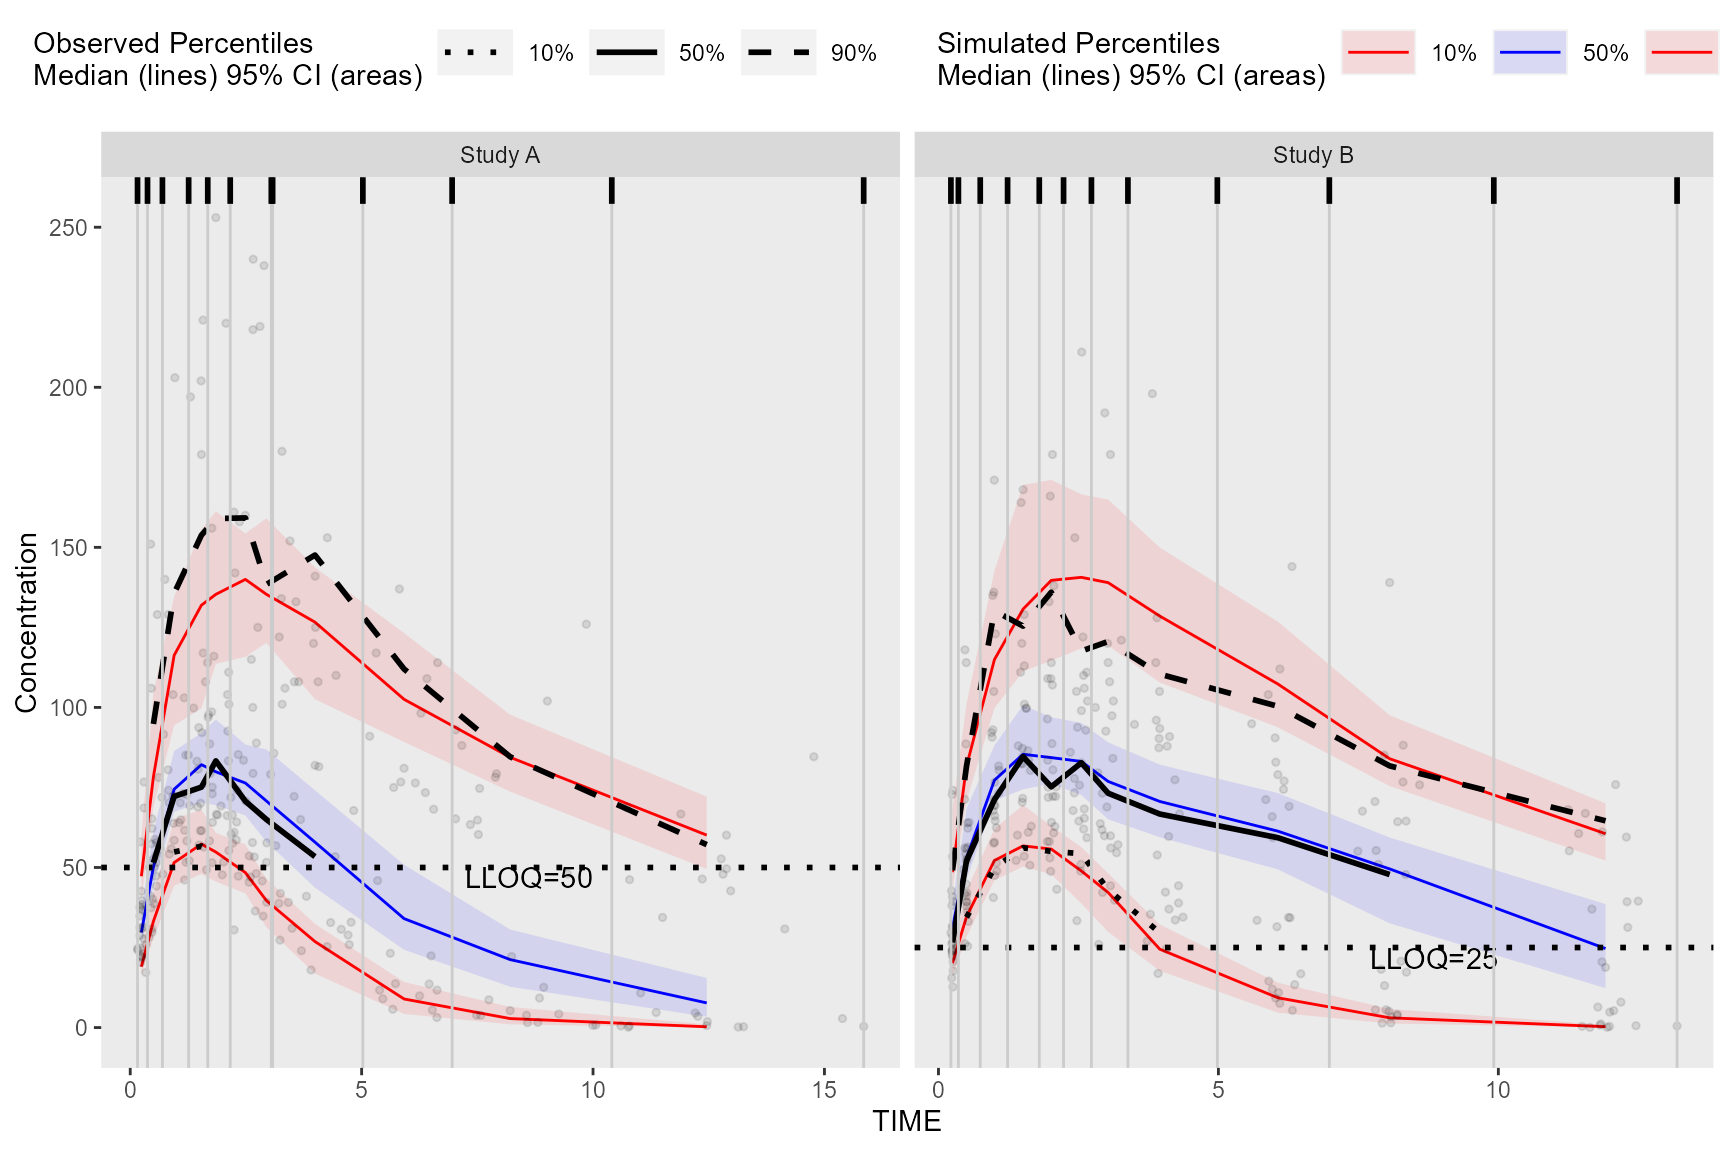 Observed Percentiles
Median (lines) 95% CI (areas)
10%
50%
90%
Simulated Percentiles
Median (lines) 95% CI (areas)
10%
50%
Study A
Study B
Concentration
250
200
150
100
50
0
LLOQ=50
LLOQ=25
0
5
10
15
0
5
10
TIME